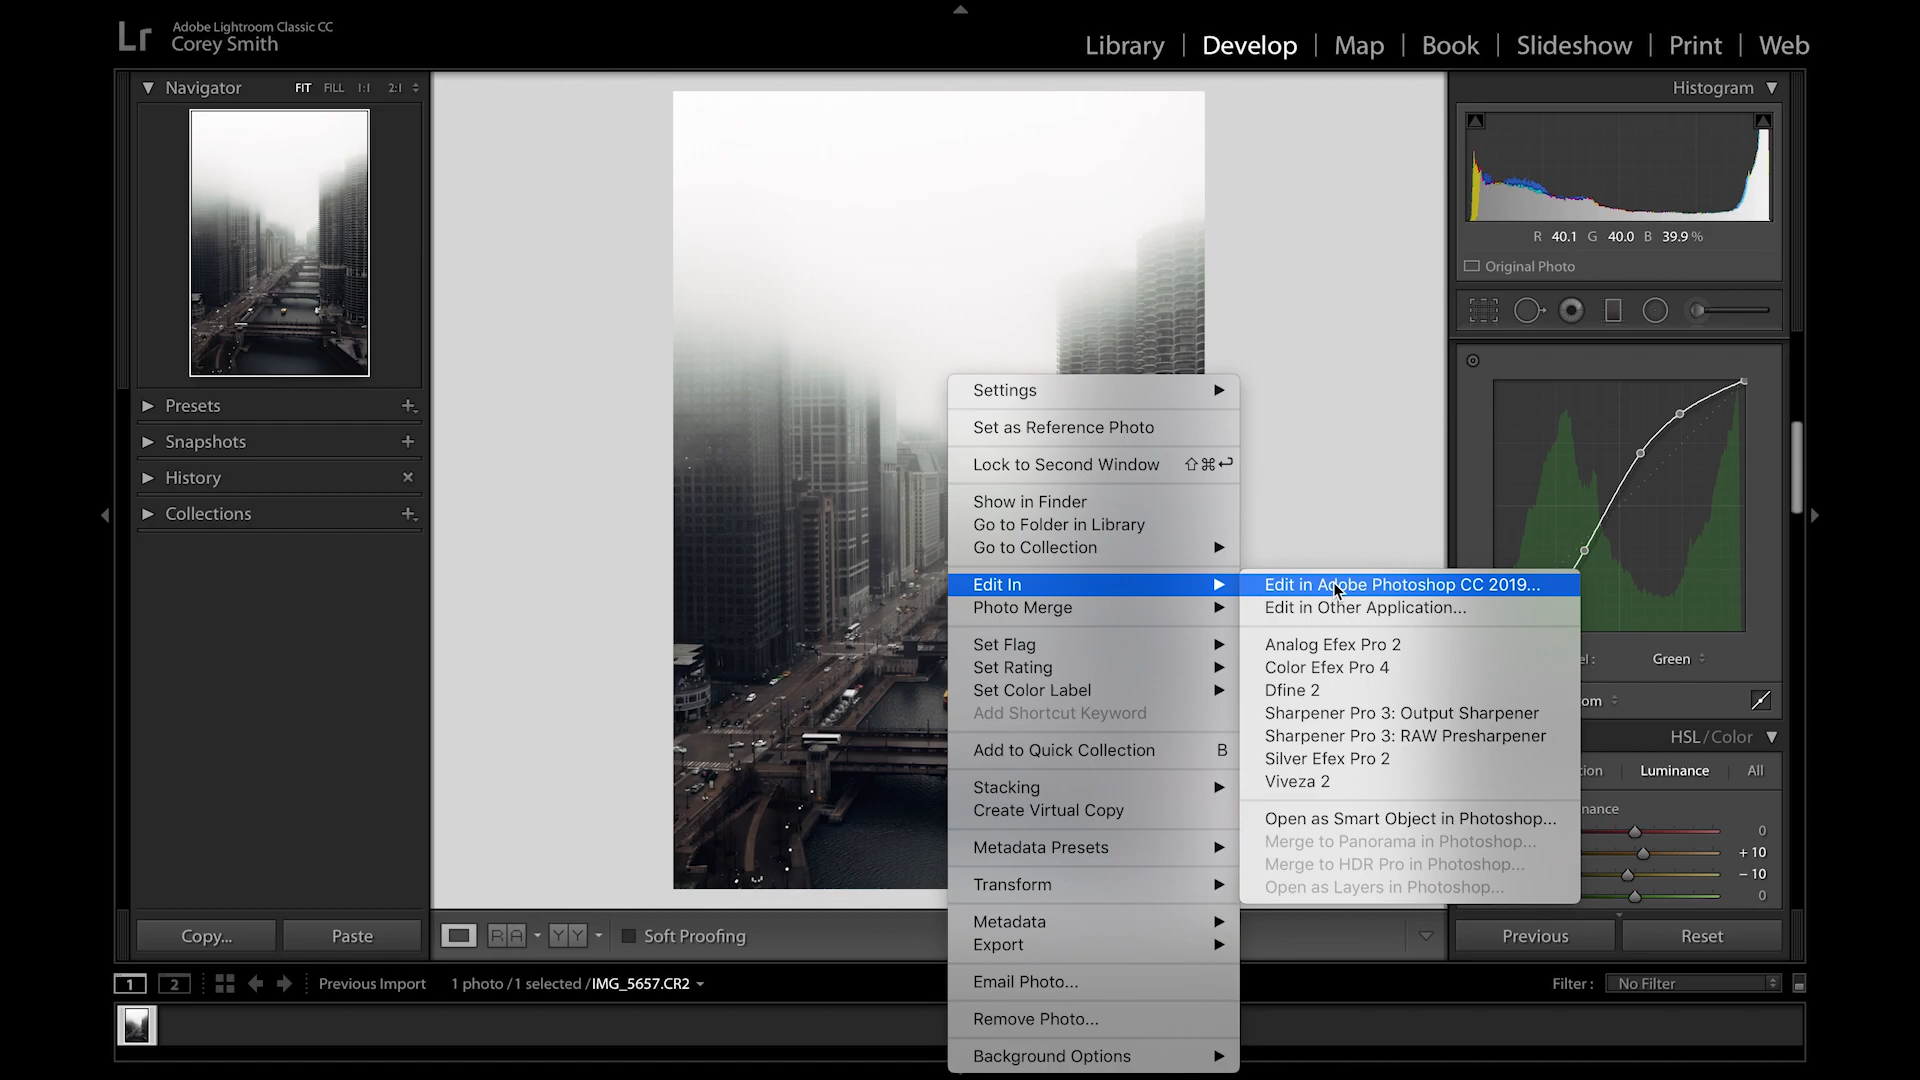 Lr
Adobe Lightroom Classic CC
Corey Smith
Library | Develop | Map | Book | Slideshow | Print | Web
Navigator FIT FILL 1:1 2:1
Presets
Snapshots
History
Collections
Copy...
Paste
Histogram
R 40.1 G 40.0 B 39.9 %
Original Photo
Settings
Set as Reference Photo
Lock to Second Window ⇧⌘↩
Show in Finder
Go to Folder in Library
Go to Collection
Edit In
Photo Merge
Set Flag
Set Rating
Set Color Label
Add Shortcut Keyword
Add to Quick Collection B
Stacking
Create Virtual Copy
Metadata Presets
Transform
Metadata
Export
Email Photo...
Remove Photo...
Background Options
Edit in Adobe Photoshop CC 2019...
Edit in Other Application...
Analog Efex Pro 2
Color Efex Pro 4
Dfine 2
Sharpener Pro 3: Output Sharpener
Sharpener Pro 3: RAW Presharpener
Silver Efex Pro 2
Viveza 2
Open as Smart Object in Photoshop...
Merge to Panorama in Photoshop...
Merge to HDR Pro in Photoshop...
Open as Layers in Photoshop...
el : Green
om
HSL / Color
tion | Luminance | All
nance
0
+ 10
− 10
0
Previous
Reset
R A Y Y Soft Proofing
1 2 Previous Import 1 photo / 1 selected / IMG_5657.CR2
Filter : No Filter